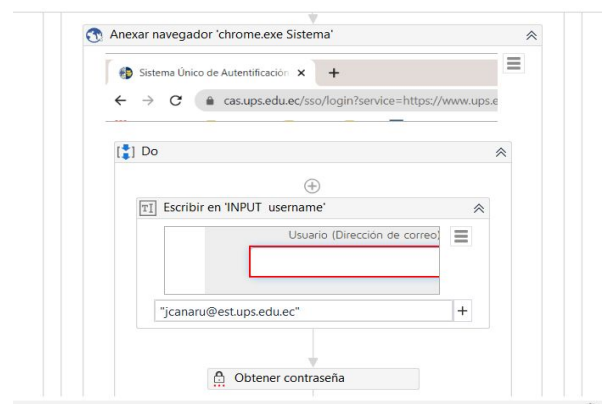 Anexar navegador 'chrome.exe Sistema'
Sistema Único de Autentificación
cas.ups.edu.ec/sso/login?service=https://www.ups.e
Do
TI Escribir en 'INPUT username'
Usuario (Dirección de correo)
"jcanaru@est.ups.edu.ec"
Obtener contraseña